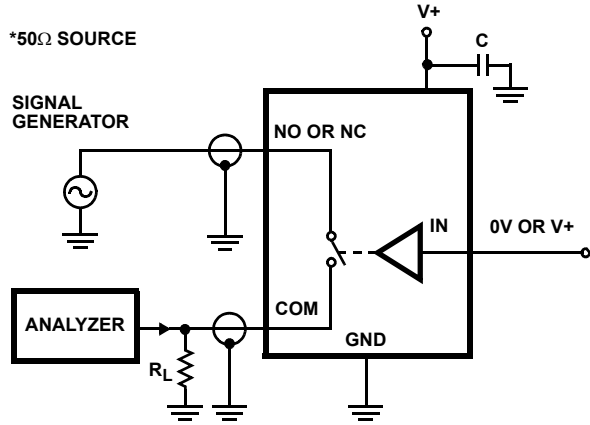 V+
*50Ω SOURCE
C
SIGNAL
GENERATOR
NO OR NC
IN
0V OR V+
COM
ANALYZER
GND
RL